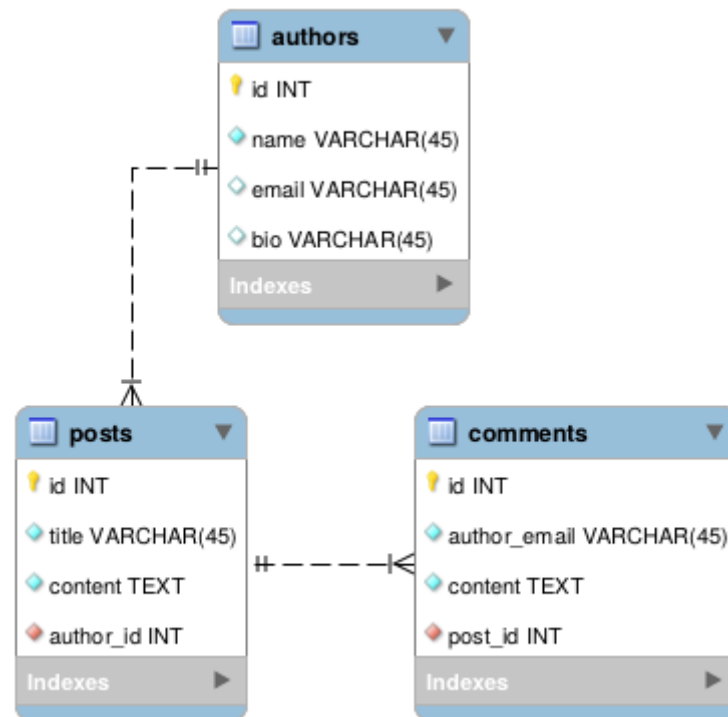 authors
id INT
name VARCHAR(45)
email VARCHAR(45)
bio VARCHAR(45)
Indexes
posts
id INT
title VARCHAR(45)
content TEXT
author_id INT
Indexes
comments
id INT
author_email VARCHAR(45)
content TEXT
post_id INT
Indexes